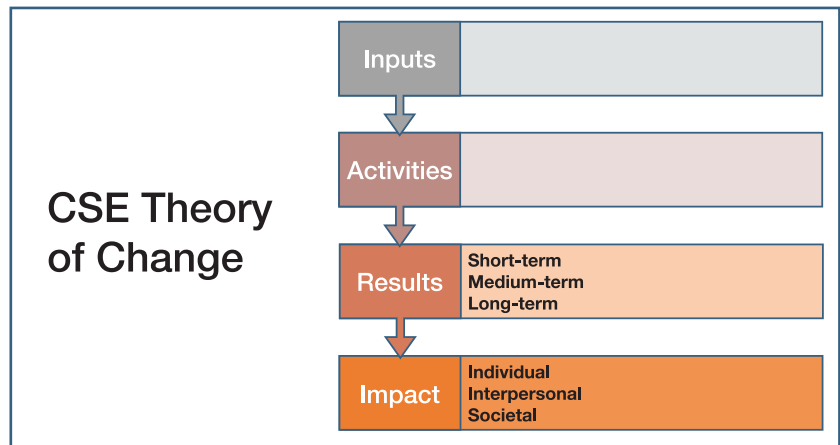 CSE Theory
of Change
Inputs
Activities
Results
Short-term
Medium-term
Long-term
Impact
Individual
Interpersonal
Societal